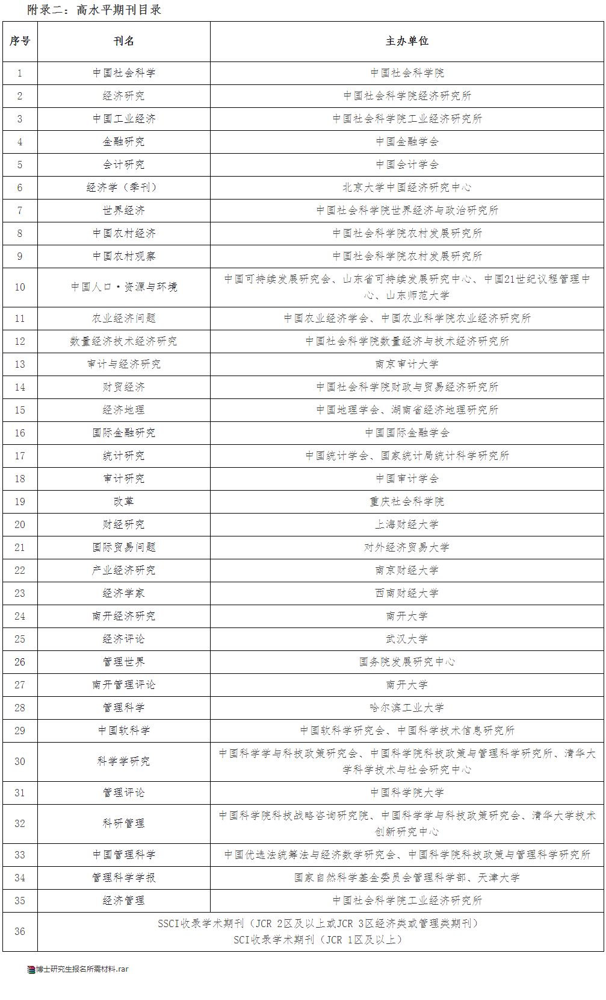 附录二：高水平期刊目录
序号 刊名 主办单位
1 中国社会科学 中国社会科学院
2 经济研究 中国社会科学院经济研究所
3 中国工业经济 中国社会科学院工业经济研究所
4 金融研究 中国金融学会
5 会计研究 中国会计学会
6 经济学（季刊） 北京大学中国经济研究中心
7 世界经济 中国社会科学院世界经济与政治研究所
8 中国农村经济 中国社会科学院农村发展研究所
9 中国农村观察 中国社会科学院农村发展研究所
10 中国人口·资源与环境 中国可持续发展研究会、山东省可持续发展研究中心、中国21世纪议程管理中
心、山东师范大学
11 农业经济问题 中国农业经济学会、中国农业科学院农业经济研究所
12 数量经济技术经济研究 中国社会科学院数量经济与技术经济研究所
13 审计与经济研究 南京审计大学
14 财贸经济 中国社会科学院财政与贸易经济研究所
15 经济地理 中国地理学会、湖南省经济地理研究所
16 国际金融研究 中国国际金融学会
17 统计研究 中国统计学会、国家统计局统计科学研究所
18 审计研究 中国审计学会
19 改革 重庆社会科学院
20 财经研究 上海财经大学
21 国际贸易问题 对外经济贸易大学
22 产业经济研究 南京财经大学
23 经济学家 西南财经大学
24 南开经济研究 南开大学
25 经济评论 武汉大学
26 管理世界 国务院发展研究中心
27 南开管理评论 南开大学
28 管理科学 哈尔滨工业大学
29 中国软科学 中国软科学研究会、中国科学技术信息研究所
30 科学学研究 中国科学学与科技政策研究会、中国科学院科技政策与管理科学研究所、清华大
学科学技术与社会研究中心
31 管理评论 中国科学院大学
32 科研管理 中国科学院科技战略咨询研究院、中国科学学与科技政策研究会、清华大学技术
创新研究中心
33 中国管理科学 中国优选法统筹法与经济数学研究会、中国科学院科技政策与管理科学研究所
34 管理科学学报 国家自然科学基金委员会管理科学部、天津大学
35 经济管理 中国社会科学院工业经济研究所
36 SSCI收录学术期刊（JCR 2区及以上或JCR 3区经济类或管理类期刊）
SCI收录学术期刊（JCR 1区及以上）
博士研究生报名所需材料.rar